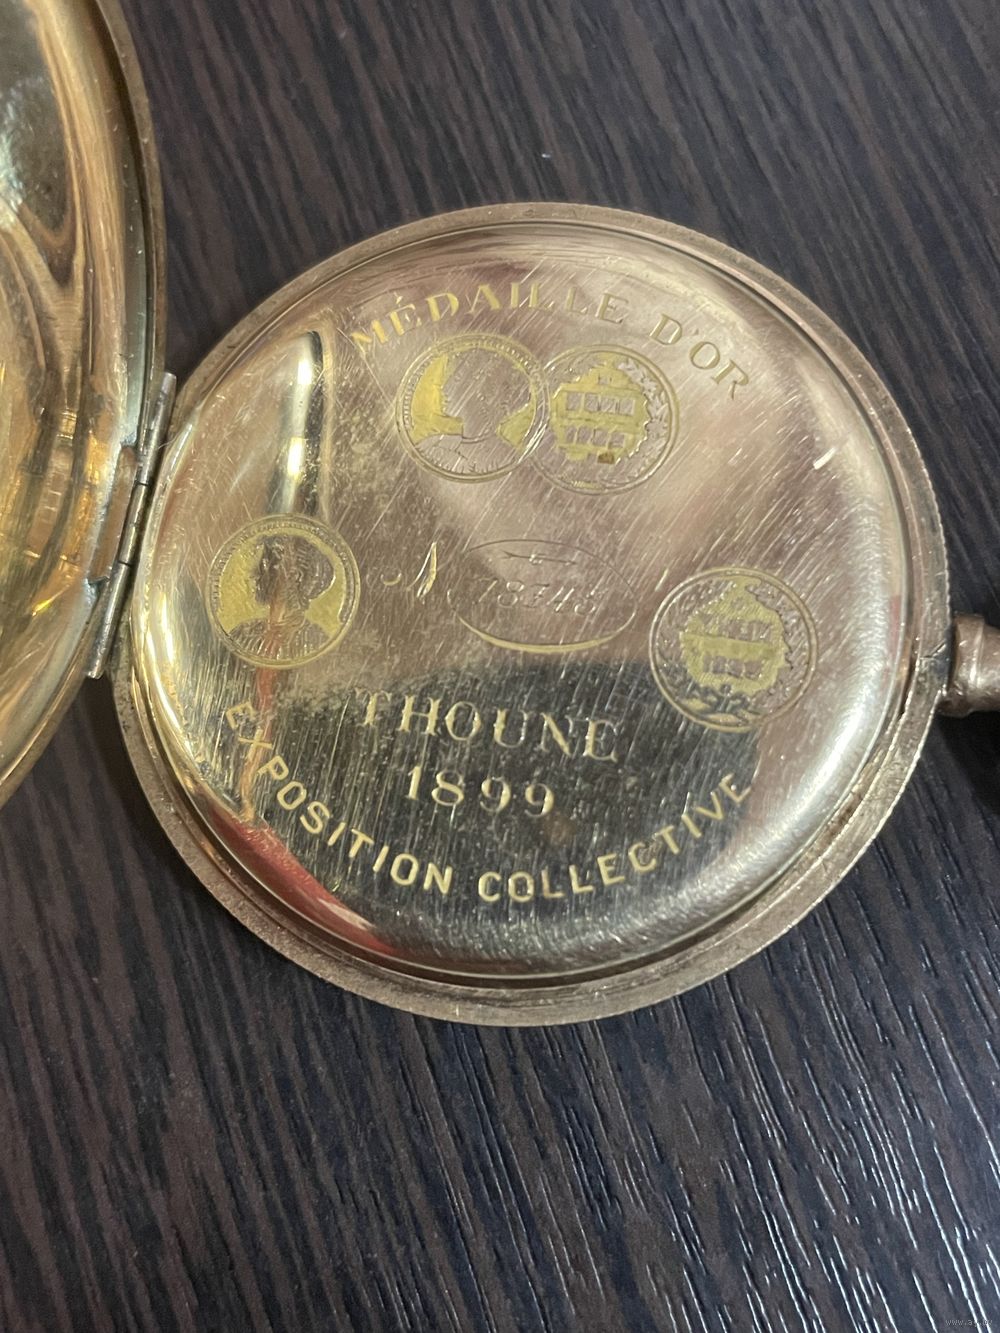 MÉDAILLE D'OR
N
THOUNE
1899
EXPOSITION COLLECTIVE